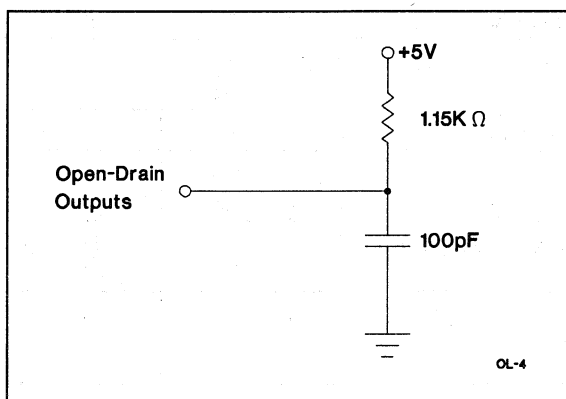 +5V
1.15K Ω
Open-Drain
Outputs
100pF
OL-4